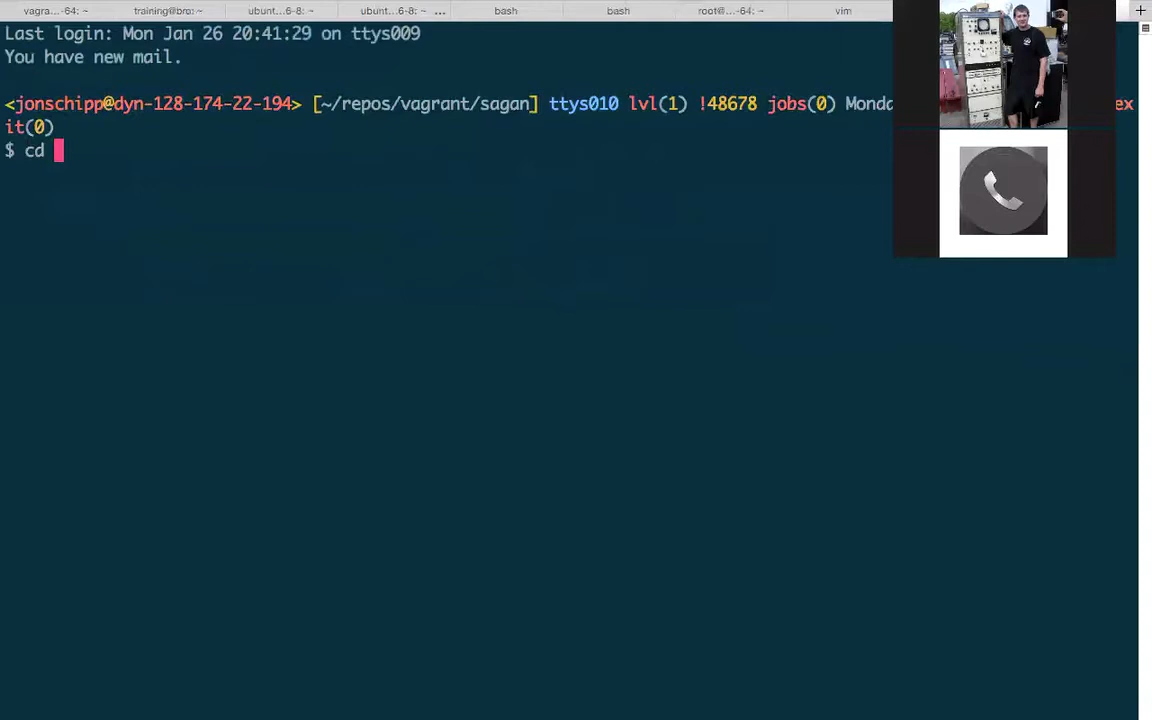 vagra...-64: ~ training@bro: ~ ubunt...6-8: ~ ubunt...6-8: ~ ... bash bash root@...-64: ~ vim +
Last login: Mon Jan 26 20:41:29 on ttys009
You have new mail.
<jonschipp@dyn-128-174-22-194> [~/repos/vagrant/sagan] ttys010 lvl(1) !48678 jobs(0) Monda ex
it(0)
$ cd